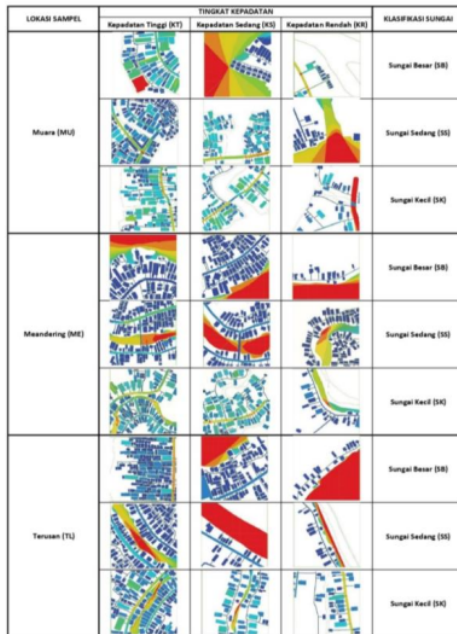 LOKASI SAMPEL
TINGKAT KEPADATAN
KLASIFIKASI SUNGAI
Kepadatan Tinggi (KT)
Kepadatan Sedang (KS)
Kepadatan Rendah (KR)
Muara (MU)
Sungai Besar (SB)
Sungai Sedang (SS)
Sungai Kecil (SK)
Meandering (ME)
Sungai Besar (SB)
Sungai Sedang (SS)
Sungai Kecil (SK)
Terusan (TL)
Sungai Besar (SB)
Sungai Sedang (SS)
Sungai Kecil (SK)